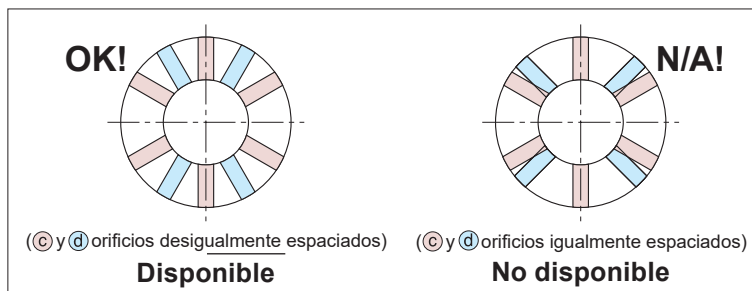 OK!
N/A!
(ⓒ y ⓓ orificios desigualmente espaciados)
(ⓒ y ⓓ orificios igualmente espaciados)
Disponible
No disponible